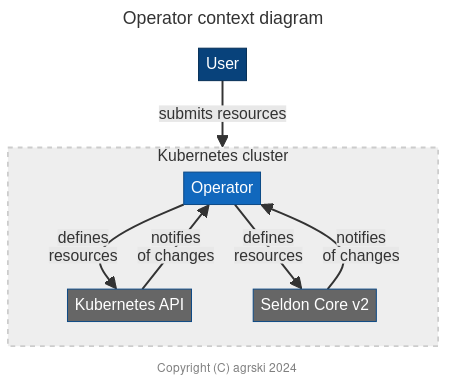 Operator context diagram
User
submits resources
Kubernetes cluster
Operator
defines
resources
notifies
of changes
defines
resources
notifies
of changes
Kubernetes API
Seldon Core v2
Copyright (C) agrski 2024